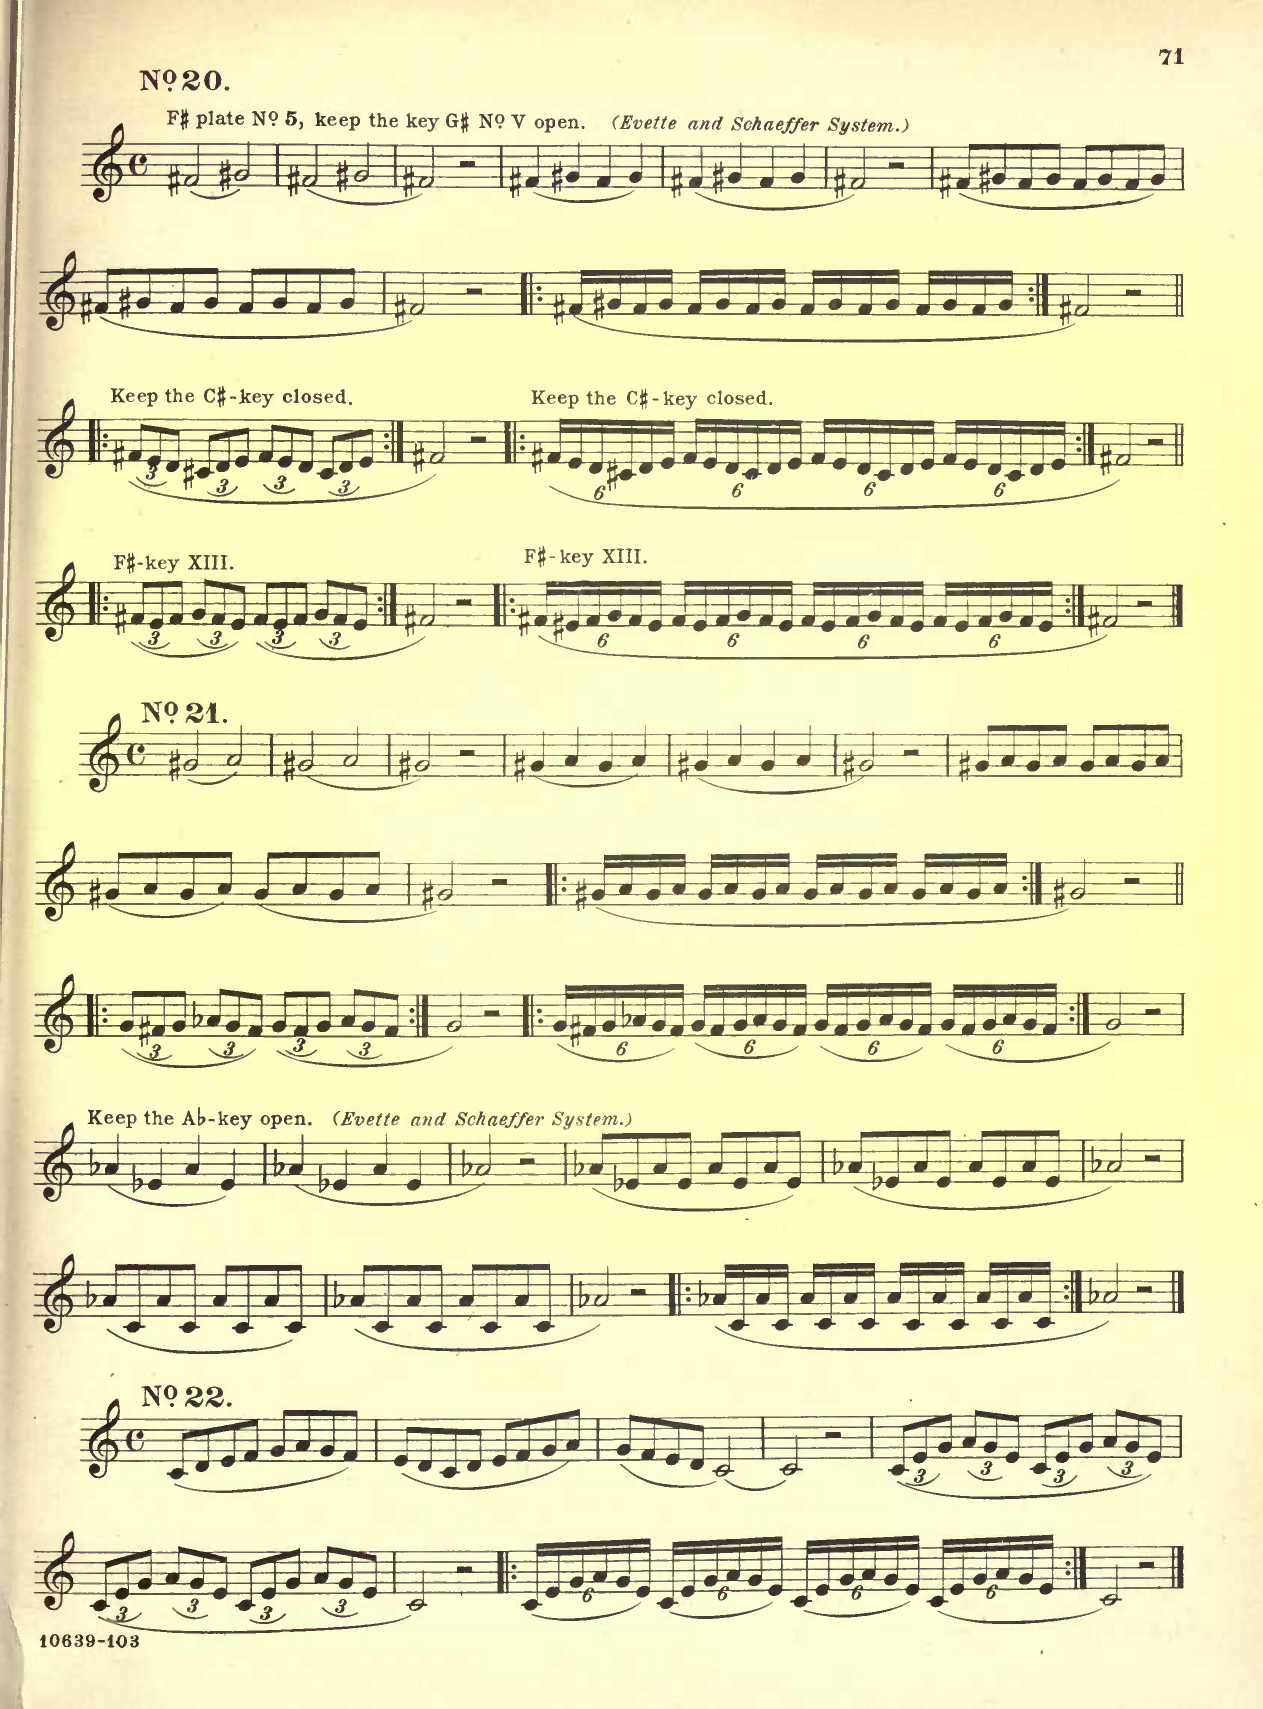 71
Nº 20.
F♯ plate Nº 5, keep the key G♯ Nº V open. (Evette and Schaeffer System.)
Keep the C♯-key closed. Keep the C♯-key closed.
3 3 3 3 6 6 6 6
F♯-key XIII. F♯-key XIII.
3 3 3 3 6 6 6 6
Nº 21.
3 3 3 3 6 6 6 6
Keep the A♭-key open. (Evette and Schaeffer System.)
Nº 22.
3 3 3 3
3 3 3 3 6 6 6 6
10639-103